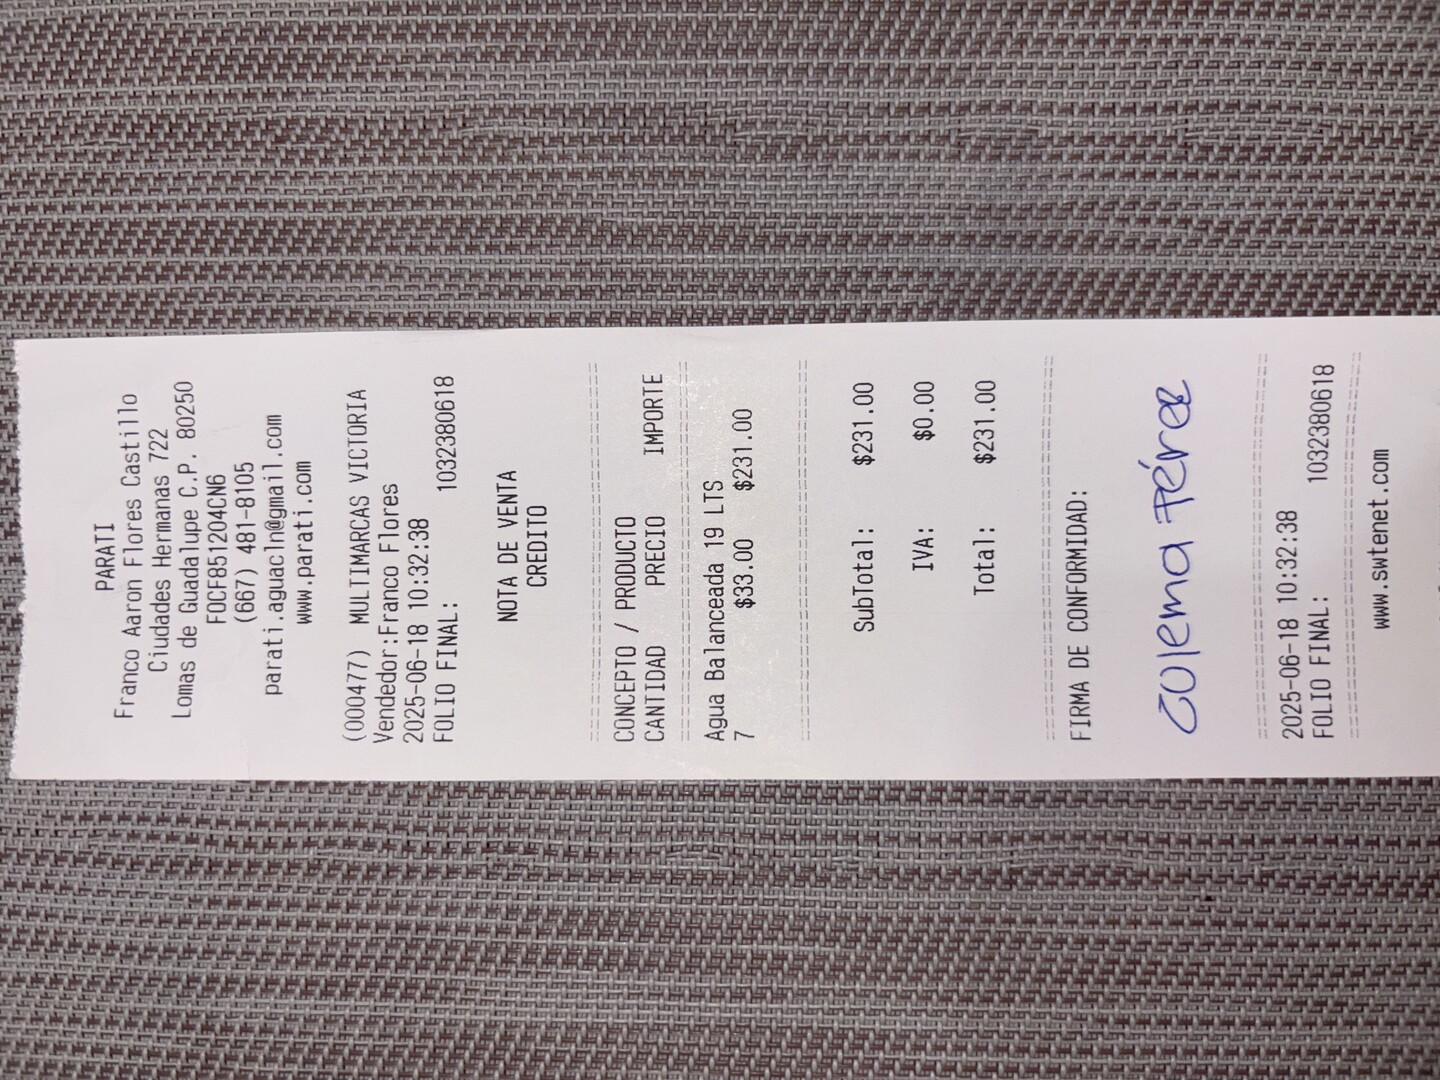 PARATI
Franco Aaron Flores Castillo
Ciudades Hermanas 722
Lomas de Guadalupe C.P. 80250
FOCF851204CN6
(667) 481-8105
parati.aguacln@gmail.com
www.parati.com
(000477) MULTIMARCAS VICTORIA
Vendedor:Franco Flores
2025-06-18 10:32:38
FOLIO FINAL: 1032380618
NOTA DE VENTA
CREDITO
CONCEPTO / PRODUCTO
CANTIDAD PRECIO IMPORTE
Agua Balanceada 19 LTS
7 $33.00 $231.00
SubTotal: $231.00
IVA: $0.00
Total: $231.00
FIRMA DE CONFORMIDAD:
zulema Pérez
2025-06-18 10:32:38
FOLIO FINAL: 1032380618
www.swtenet.com